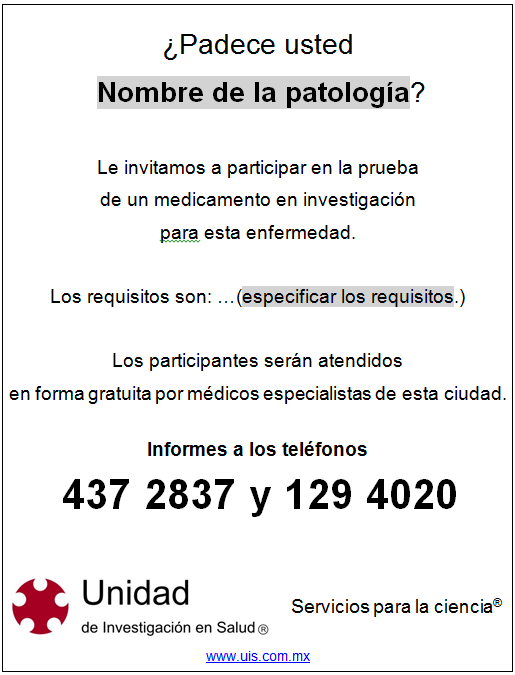 ¿Padece usted
Nombre de la patología?
Le invitamos a participar en la prueba
de un medicamento en investigación
para esta enfermedad.
Los requisitos son: …(especificar los requisitos.)
Los participantes serán atendidos
en forma gratuita por médicos especialistas de esta ciudad.
Informes a los teléfonos
437 2837 y 129 4020
Unidad
de Investigación en Salud®
Servicios para la ciencia®
www.uis.com.mx